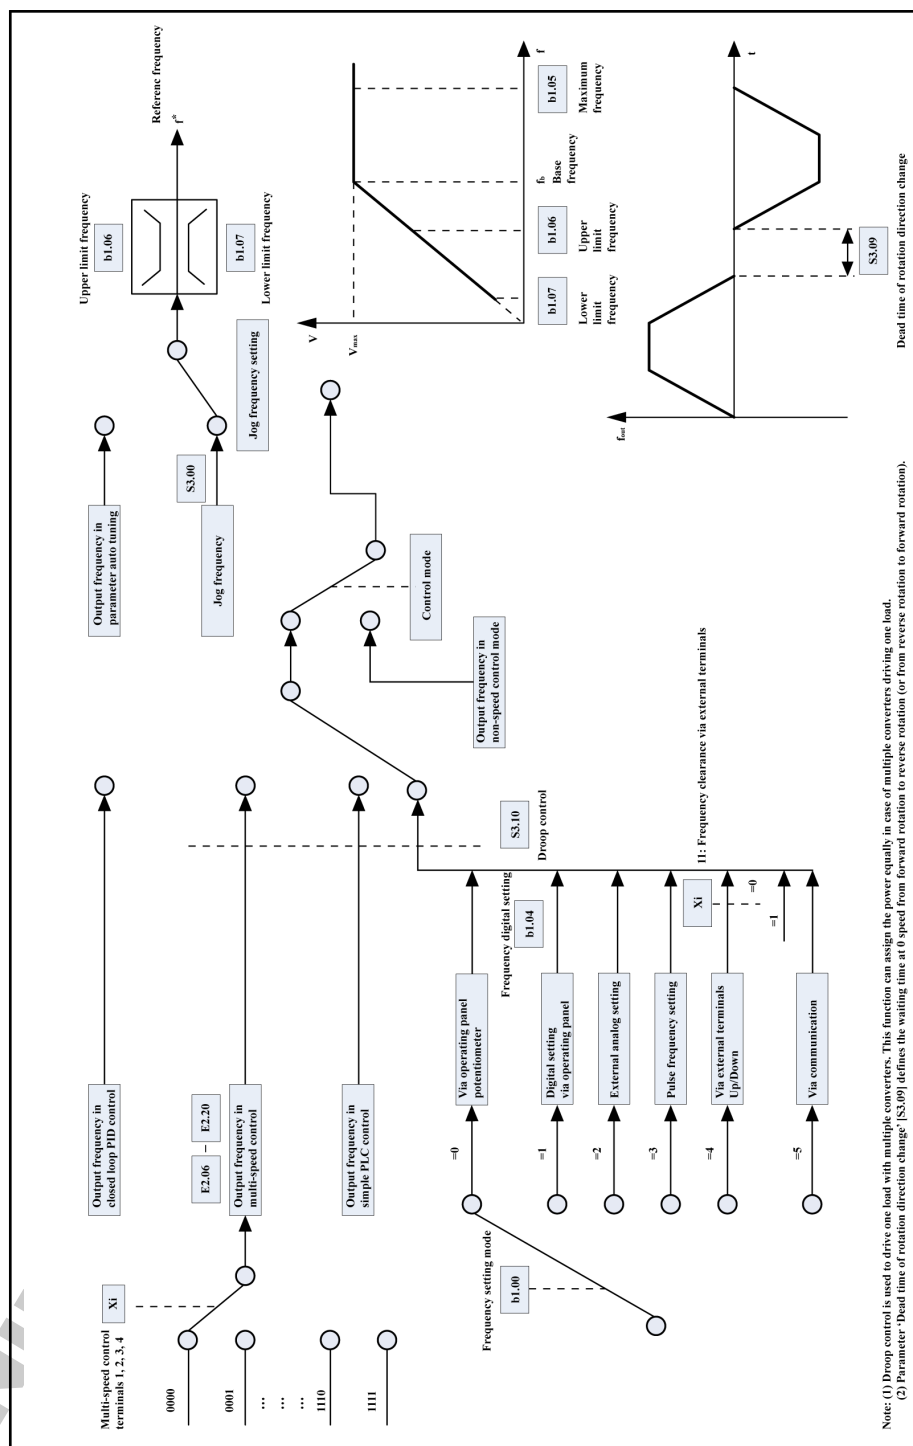 Multi-speed control
terminals 1, 2, 3, 4
Xi
0000
0001
...
...
...
1110
1111
Output frequency in
closed loop PID control
E2.06
–
E2.20
Output frequency in
multi-speed control
Output frequency in
simple PLC control
Frequency setting mode
b1.00
=0
=1
=2
=3
=4
=5
Via operating panel
potentiometer
Digital setting
via operating panel
External analog setting
Pulse frequency setting
Via external terminals
Up/Down
Via communication
Frequency digital setting
b1.04
S3.10
Droop control
Xi
=0
=1
11: Frequency clearance via external terminals
Output frequency in
non-speed control mode
Control mode
Output frequency in
parameter auto tuning
Jog frequency
S3.00
Jog frequency setting
Upper limit frequency
b1.06
b1.07
Lower limit frequency
Referenc frequency
f*
V
Vmax
f
b1.07
Lower
limit
frequency
b1.06
Upper
limit
frequency
fb
Base
frequency
b1.05
Maximum
frequency
fout
t
S3.09
Dead time of rotation direction change
Note: (1) Droop control is used to drive one load with multiple converters. This function can assign the power equally in case of multiple converters driving one load.
(2) Parameter ‘Dead time of rotation direction change’ [S3.09] defines the waiting time at 0 speed from forward rotation to reverse rotation (or from reverse rotation to forward rotation).